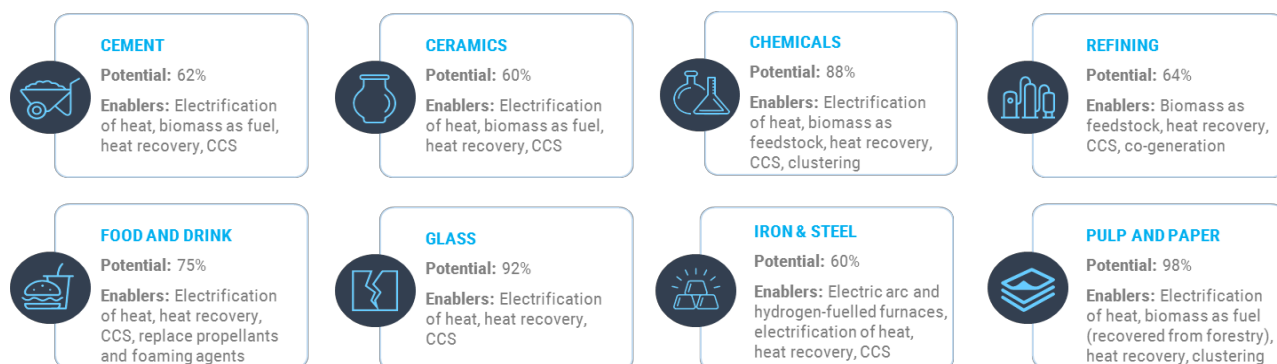 CEMENT
Potential: 62%
Enablers: Electrification
of heat, biomass as fuel,
heat recovery, CCS
CERAMICS
Potential: 60%
Enablers: Electrification
of heat, biomass as fuel,
heat recovery, CCS
CHEMICALS
Potential: 88%
Enablers: Electrification
of heat, biomass as
feedstock, heat recovery,
CCS, clustering
REFINING
Potential: 64%
Enablers: Biomass as
feedstock, heat recovery,
CCS, co-generation
FOOD AND DRINK
Potential: 75%
Enablers: Electrification
of heat, heat recovery,
CCS, replace propellants
and foaming agents
GLASS
Potential: 92%
Enablers: Electrification
of heat, heat recovery,
CCS
IRON & STEEL
Potential: 60%
Enablers: Electric arc and
hydrogen-fuelled furnaces,
electrification of heat,
heat recovery, CCS
PULP AND PAPER
Potential: 98%
Enablers: Electrification
of heat, biomass as fuel
(recovered from forestry),
heat recovery, clustering